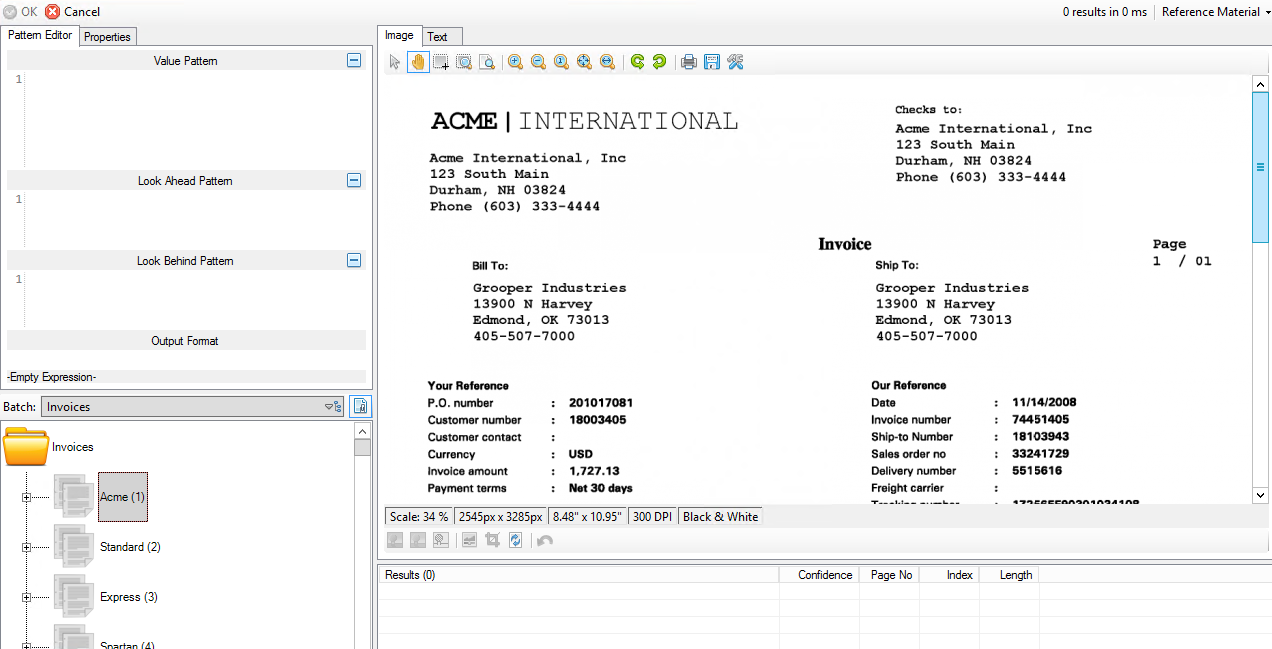 OK Cancel
0 results in 0 ms Reference Material
Pattern Editor Properties
Value Pattern
1
Look Ahead Pattern
1
Look Behind Pattern
1
Output Format
-Empty Expression-
Batch: Invoices
Invoices
Acme (1)
Standard (2)
Express (3)
Spartan (4)
Image Text
ACME | INTERNATIONAL
Acme International, Inc
123 South Main
Durham, NH 03824
Phone (603) 333-4444
Checks to:
Acme International, Inc
123 South Main
Durham, NH 03824
Phone (603) 333-4444
Invoice
Page
1 / 01
Bill To:
Grooper Industries
13900 N Harvey
Edmond, OK 73013
405-507-7000
Ship To:
Grooper Industries
13900 N Harvey
Edmond, OK 73013
405-507-7000
Your Reference
P.O. number : 201017081
Customer number : 18003405
Customer contact :
Currency : USD
Invoice amount : 1,727.13
Payment terms : Net 30 days
Our Reference
Date : 11/14/2008
Invoice number : 74451405
Ship-to Number : 18103943
Sales order no : 33241729
Delivery number : 5515616
Freight carrier :
Scale: 34 % 2545px x 3285px 8.48" x 10.95" 300 DPI Black & White
Results (0) Confidence Page No Index Length